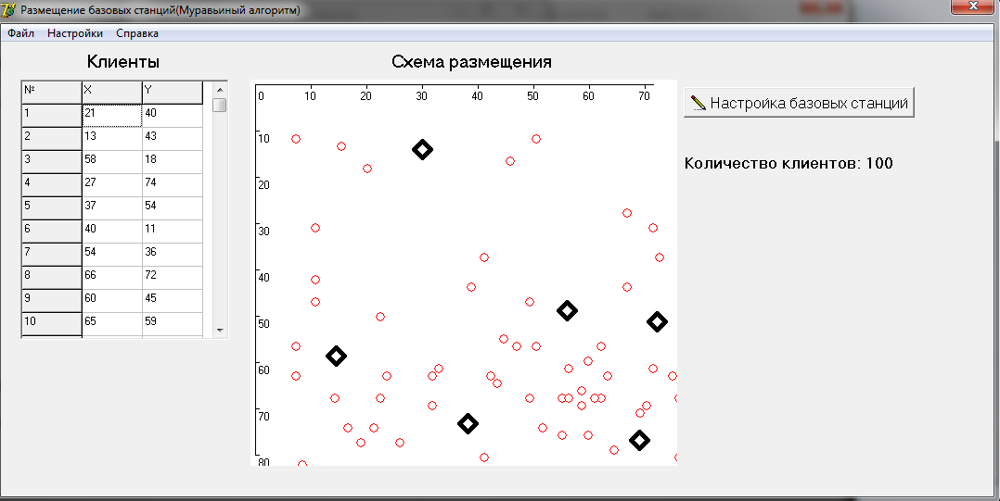 Размещение базовых станций(Муравьиный алгоритм)
Файл Настройки Справка
Клиенты
№ X Y
1 21 40
2 13 43
3 58 18
4 27 74
5 37 54
6 40 11
7 54 36
8 66 72
9 60 45
10 65 59
Схема размещения
0 10 20 30 40 50 60 70
10
20
30
40
50
60
70
80
Настройка базовых станций
Количество клиентов: 100